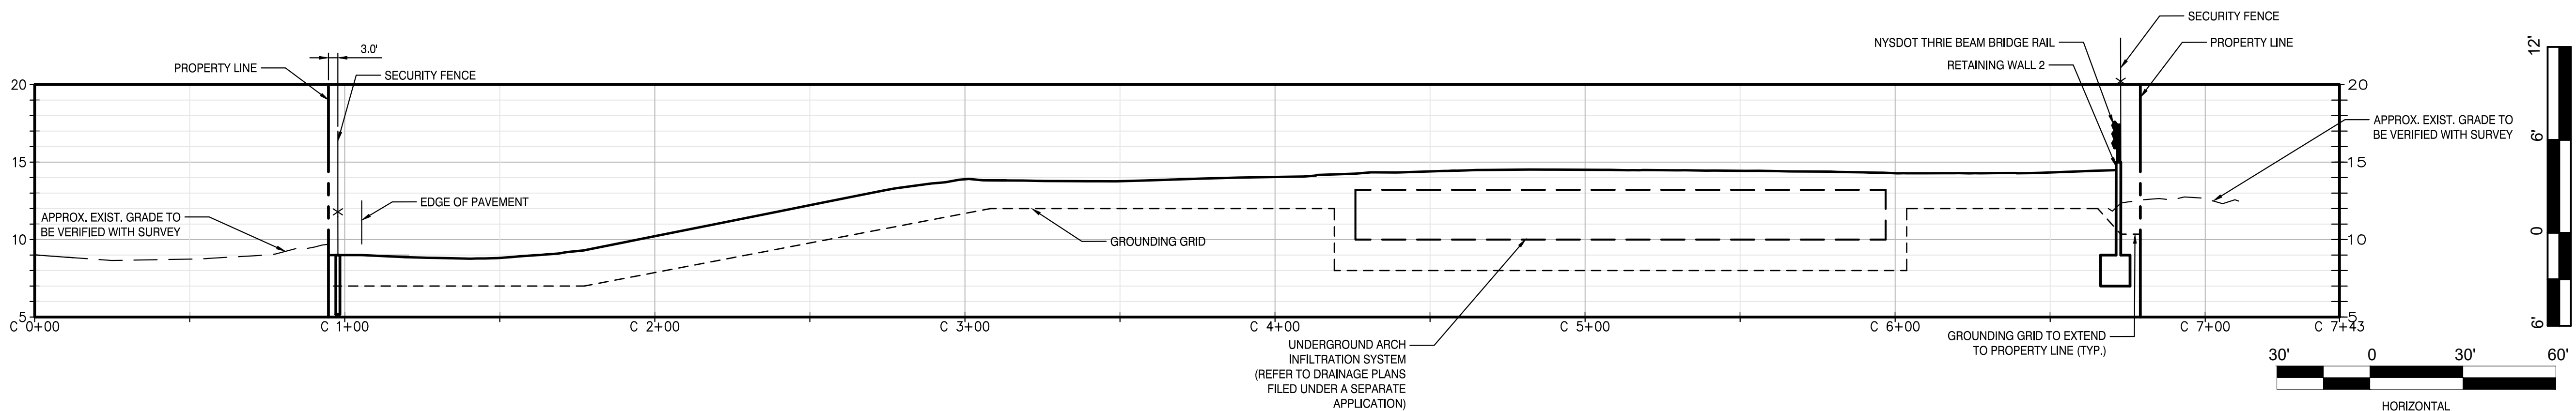 SECURITY FENCE
NYSDOT THRIE BEAM BRIDGE RAIL
PROPERTY LINE
3.0'
PROPERTY LINE
RETAINING WALL 2
SECURITY FENCE
20
20
APPROX. EXIST. GRADE TO
BE VERIFIED WITH SURVEY
15
15
EDGE OF PAVEMENT
APPROX. EXIST. GRADE TO
BE VERIFIED WITH SURVEY
10
GROUNDING GRID
10
5
5
C 0+00
C 1+00
C 2+00
C 3+00
C 4+00
C 5+00
C 6+00
C 7+00
C 7+43
UNDERGROUND ARCH
INFILTRATION SYSTEM
(REFER TO DRAINAGE PLANS
FILED UNDER A SEPARATE
APPLICATION)
GROUNDING GRID TO EXTEND
TO PROPERTY LINE (TYP.)
12'
6'
0
6'
30'
0
30'
60'
HORIZONTAL